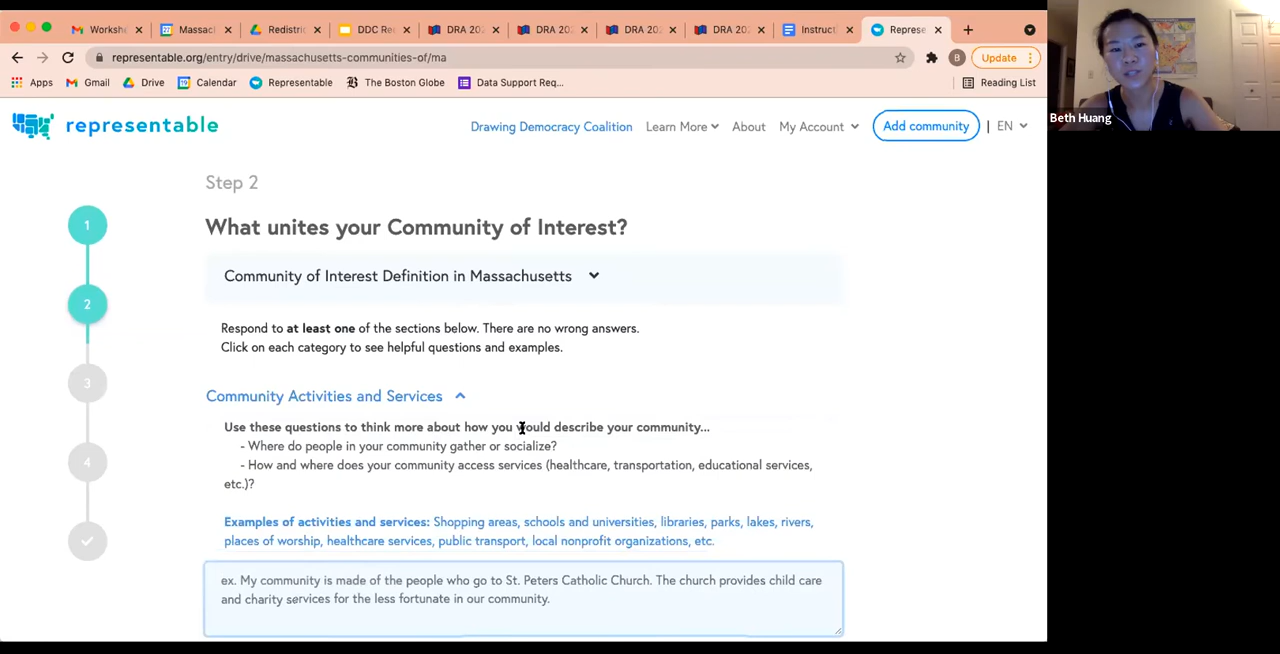 Workshe
Massacl
Redistric
DDC Re
DRA 202
DRA 202
DRA 202
DRA 202
Instruct
Repres
representable.org/entry/drive/massachusetts-communities-of/ma
B
Update
Apps
Gmail
Drive
Calendar
Representable
The Boston Globe
Data Support Req...
Reading List
Beth Huang
representable
Drawing Democracy Coalition
Learn More
About
My Account
Add community
| EN
Step 2
1
What unites your Community of Interest?
Community of Interest Definition in Massachusetts
2
Respond to at least one of the sections below. There are no wrong answers.
Click on each category to see helpful questions and examples.
3
Community Activities and Services
Use these questions to think more about how you would describe your community...
- Where do people in your community gather or socialize?
4
- How and where does your community access services (healthcare, transportation, educational services,
etc.)?
Examples of activities and services: Shopping areas, schools and universities, libraries, parks, lakes, rivers,
places of worship, healthcare services, public transport, local nonprofit organizations, etc.
ex. My community is made of the people who go to St. Peters Catholic Church. The church provides child care
and charity services for the less fortunate in our community.